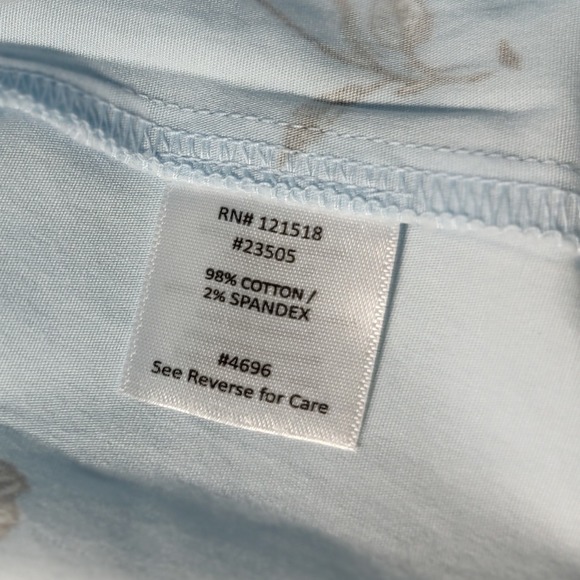 RN# 121518
#23505
98% COTTON /
2% SPANDEX
#4696
See Reverse for Care